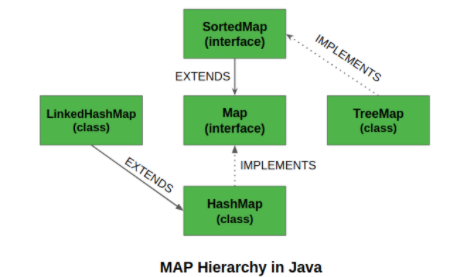 SortedMap
(interface)
IMPLEMENTS
EXTENDS
LinkedHashMap
(class)
Map
(interface)
TreeMap
(class)
EXTENDS
IMPLEMENTS
HashMap
(class)
MAP Hierarchy in Java